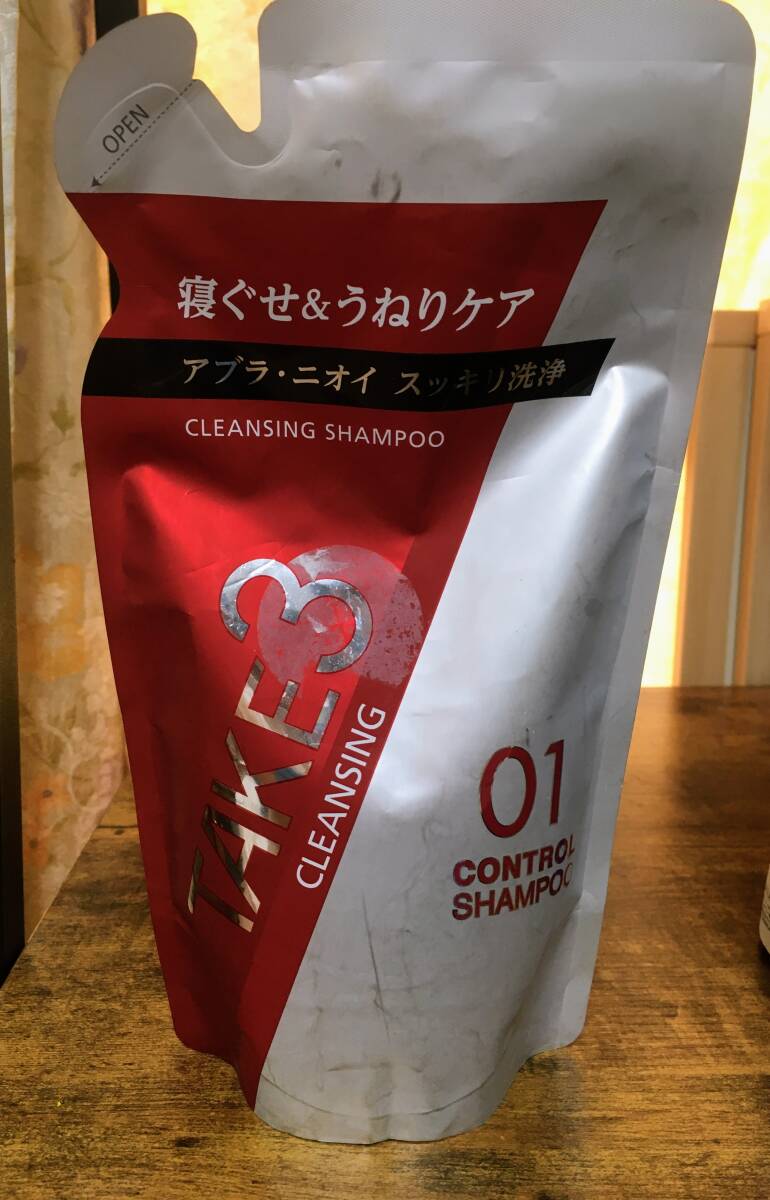 OPEN
寝ぐせ&うねりケア
アブラ・ニオイ スッキリ洗浄
CLEANSING SHAMPOO
TAKE3
CLEANSING
01
CONTROL
SHAMPOO